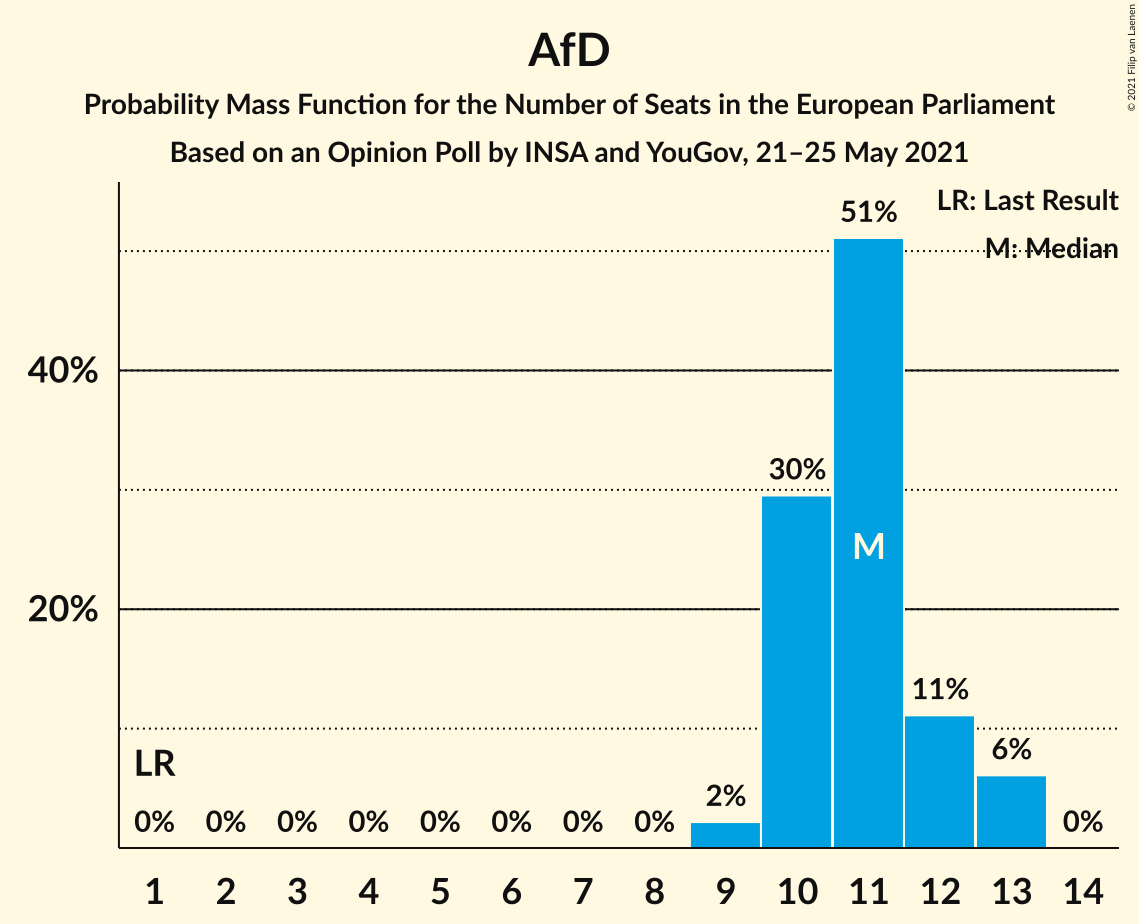 AfD
Probability Mass Function for the Number of Seats in the European Parliament
Based on an Opinion Poll by INSA and YouGov, 21–25 May 2021
© 2021 Filip van Laenen
LR: Last Result
M: Median
51%
40%
30%
M
20%
11%
6%
LR
2%
0% 0% 0% 0% 0% 0% 0% 0% 0%
1 2 3 4 5 6 7 8 9 10 11 12 13 14